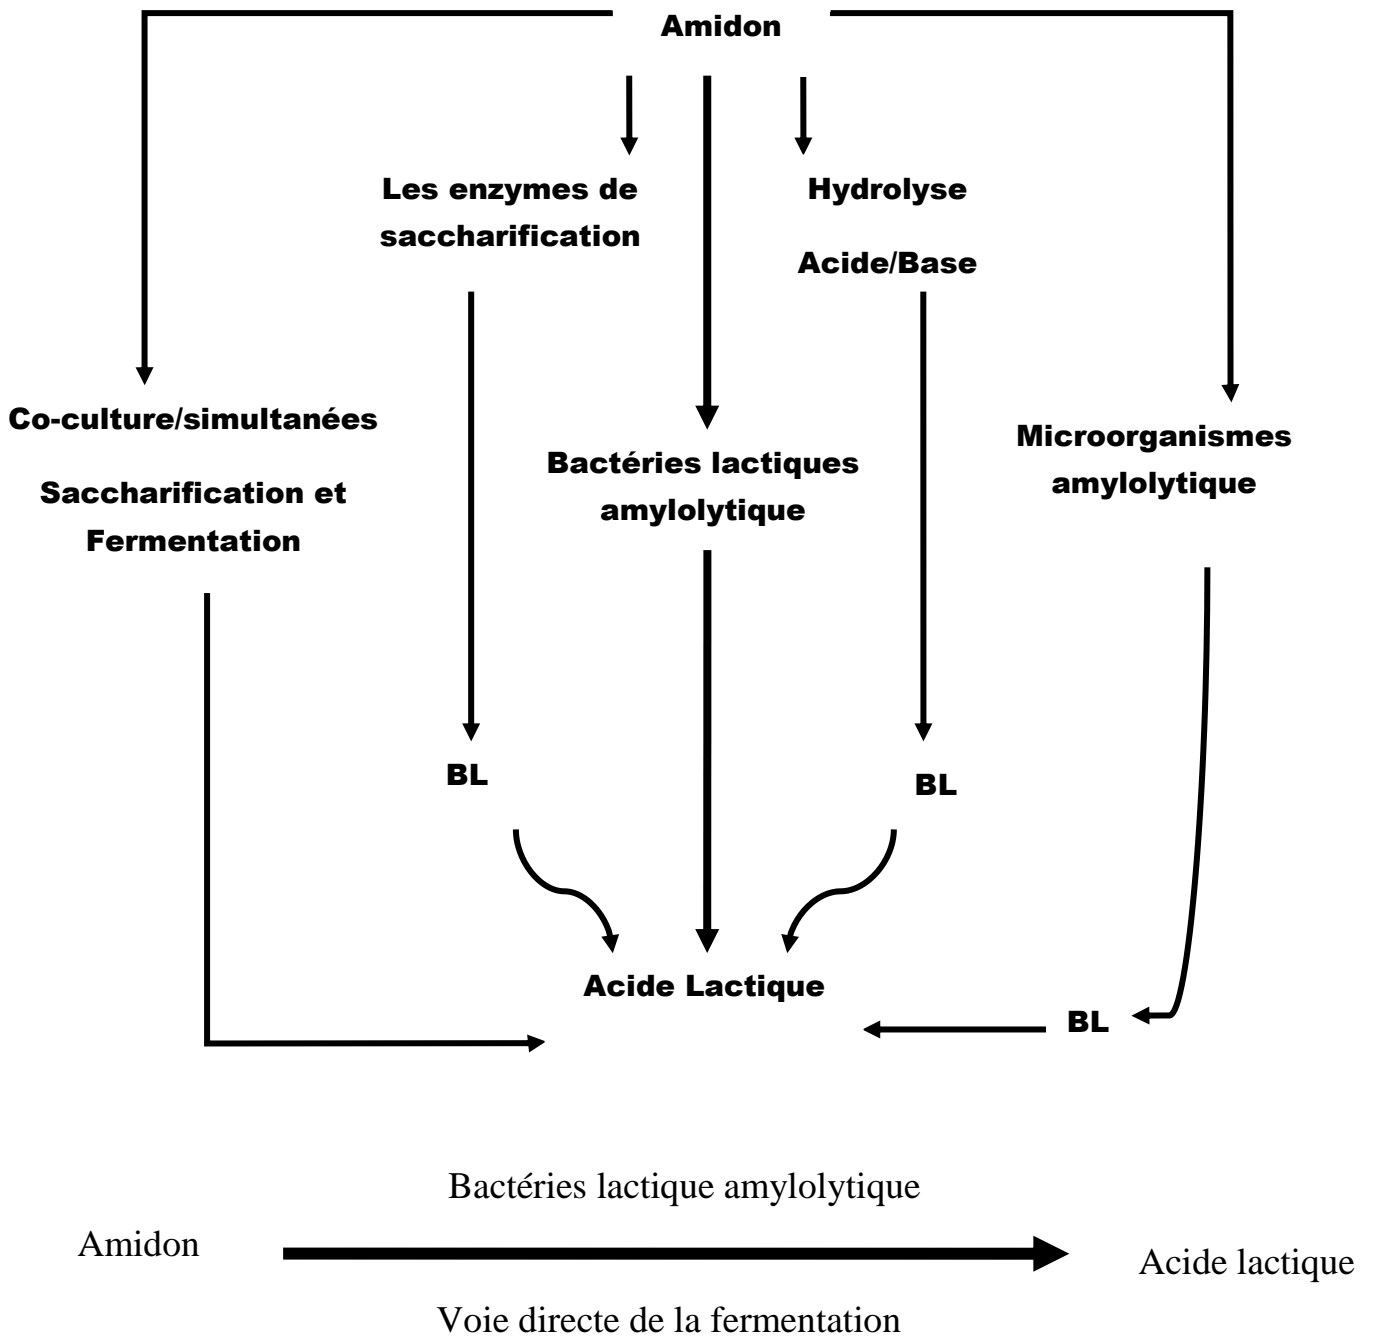 Amidon
Les enzymes de
saccharification
Hydrolyse
Acide/Base
Co-culture/simultanées
Saccharification et
Fermentation
Bactéries lactiques
amylolytique
Microorganismes
amylolytique
BL
BL
Acide Lactique
BL
Bactéries lactique amylolytique
Amidon
Acide lactique
Voie directe de la fermentation